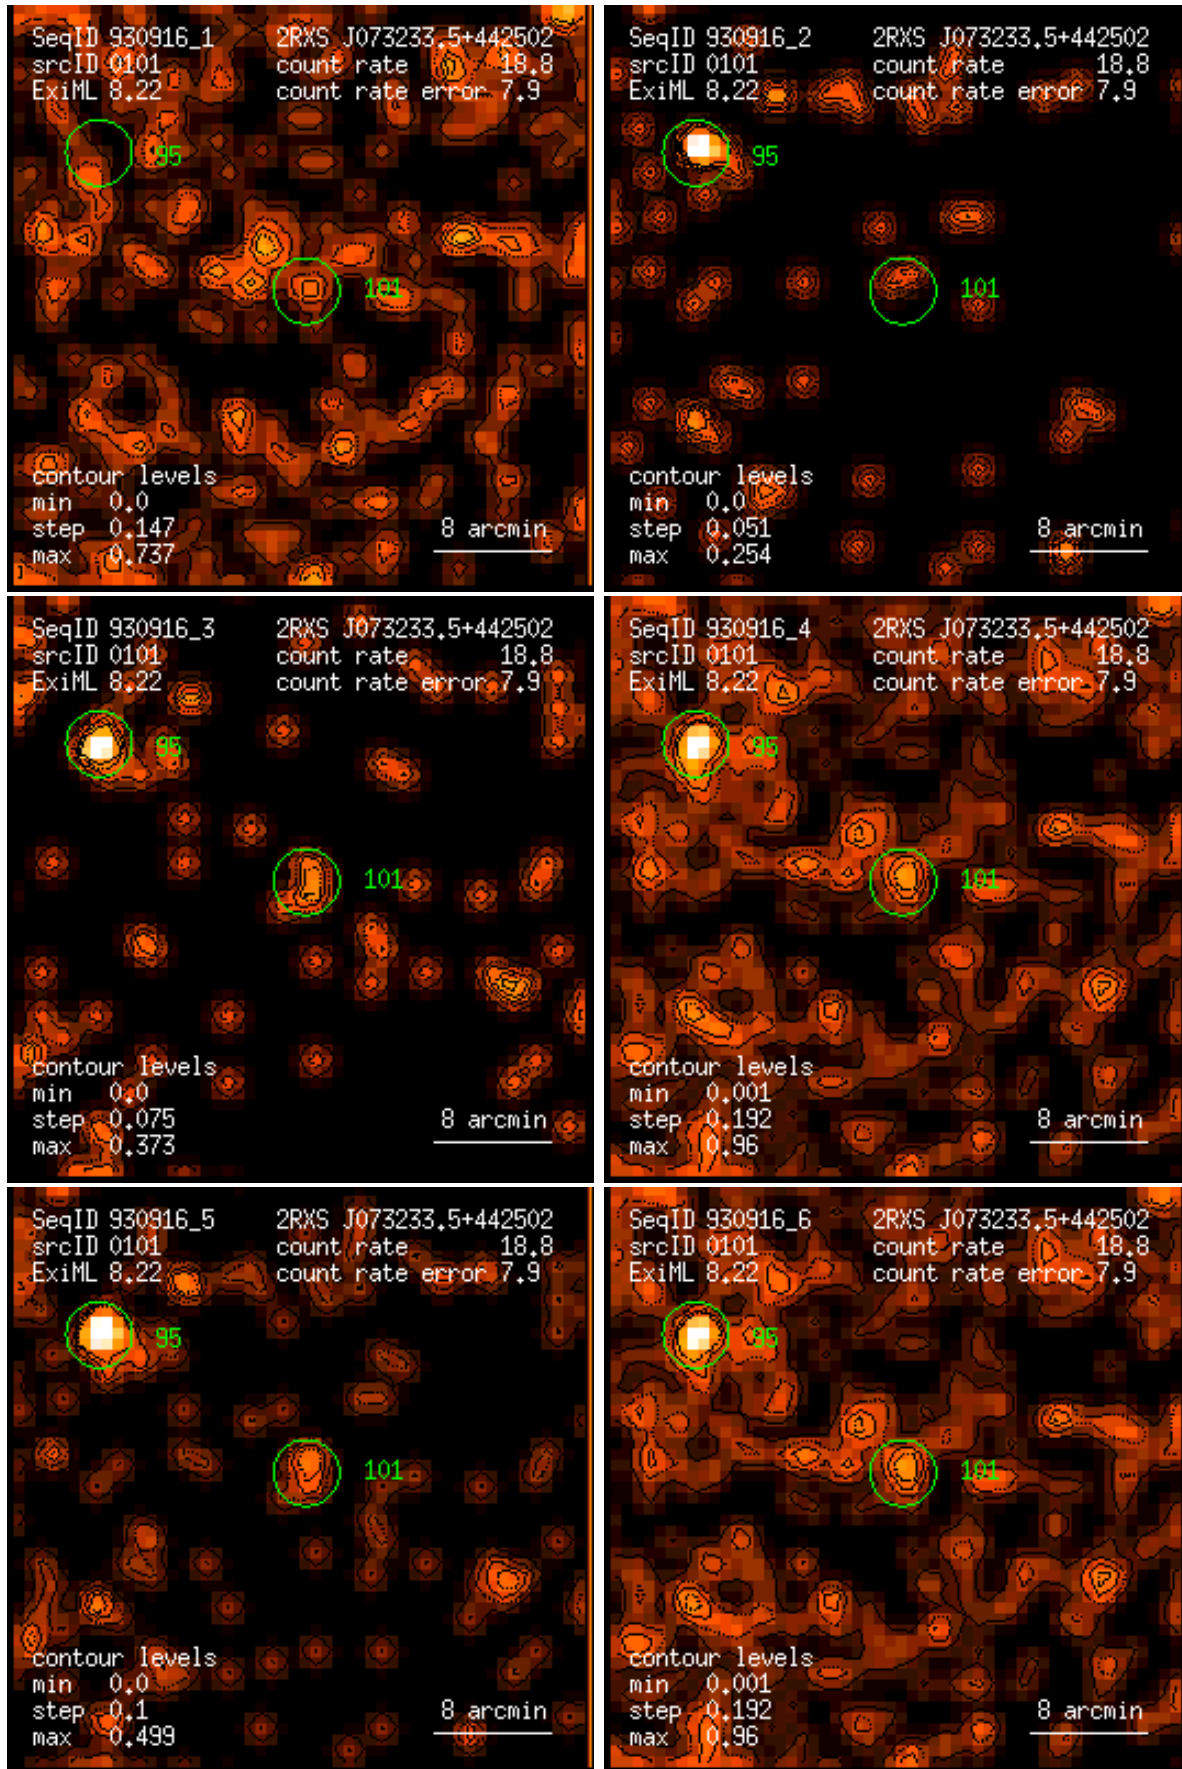 SeqID 930916_1 2RXS J073233.5+442502
srcID 0101 count rate 18.8
ExiML 8.22 count rate error 7.9
95
101
contour levels
min 0.0
step 0.147 8 arcmin
max 0.737
SeqID 930916_2 2RXS J073233.5+442502
srcID 0101 count rate 18.8
ExiML 8.22 count rate error 7.9
95
101
contour levels
min 0.0
step 0.051 8 arcmin
max 0.254
SeqID 930916_3 2RXS J073233.5+442502
srcID 0101 count rate 18.8
ExiML 8.22 count rate error 7.9
95
101
contour levels
min 0.0
step 0.075 8 arcmin
max 0.373
SeqID 930916_4 2RXS J073233.5+442502
srcID 0101 count rate 18.8
ExiML 8.22 count rate error 7.9
95
101
contour levels
min 0.001
step 0.192 8 arcmin
max 0.96
SeqID 930916_5 2RXS J073233.5+442502
srcID 0101 count rate 18.8
ExiML 8.22 count rate error 7.9
95
101
contour levels
min 0.0
step 0.1 8 arcmin
max 0.499
SeqID 930916_6 2RXS J073233.5+442502
srcID 0101 count rate 18.8
ExiML 8.22 count rate error 7.9
95
101
contour levels
min 0.001
step 0.192 8 arcmin
max 0.96